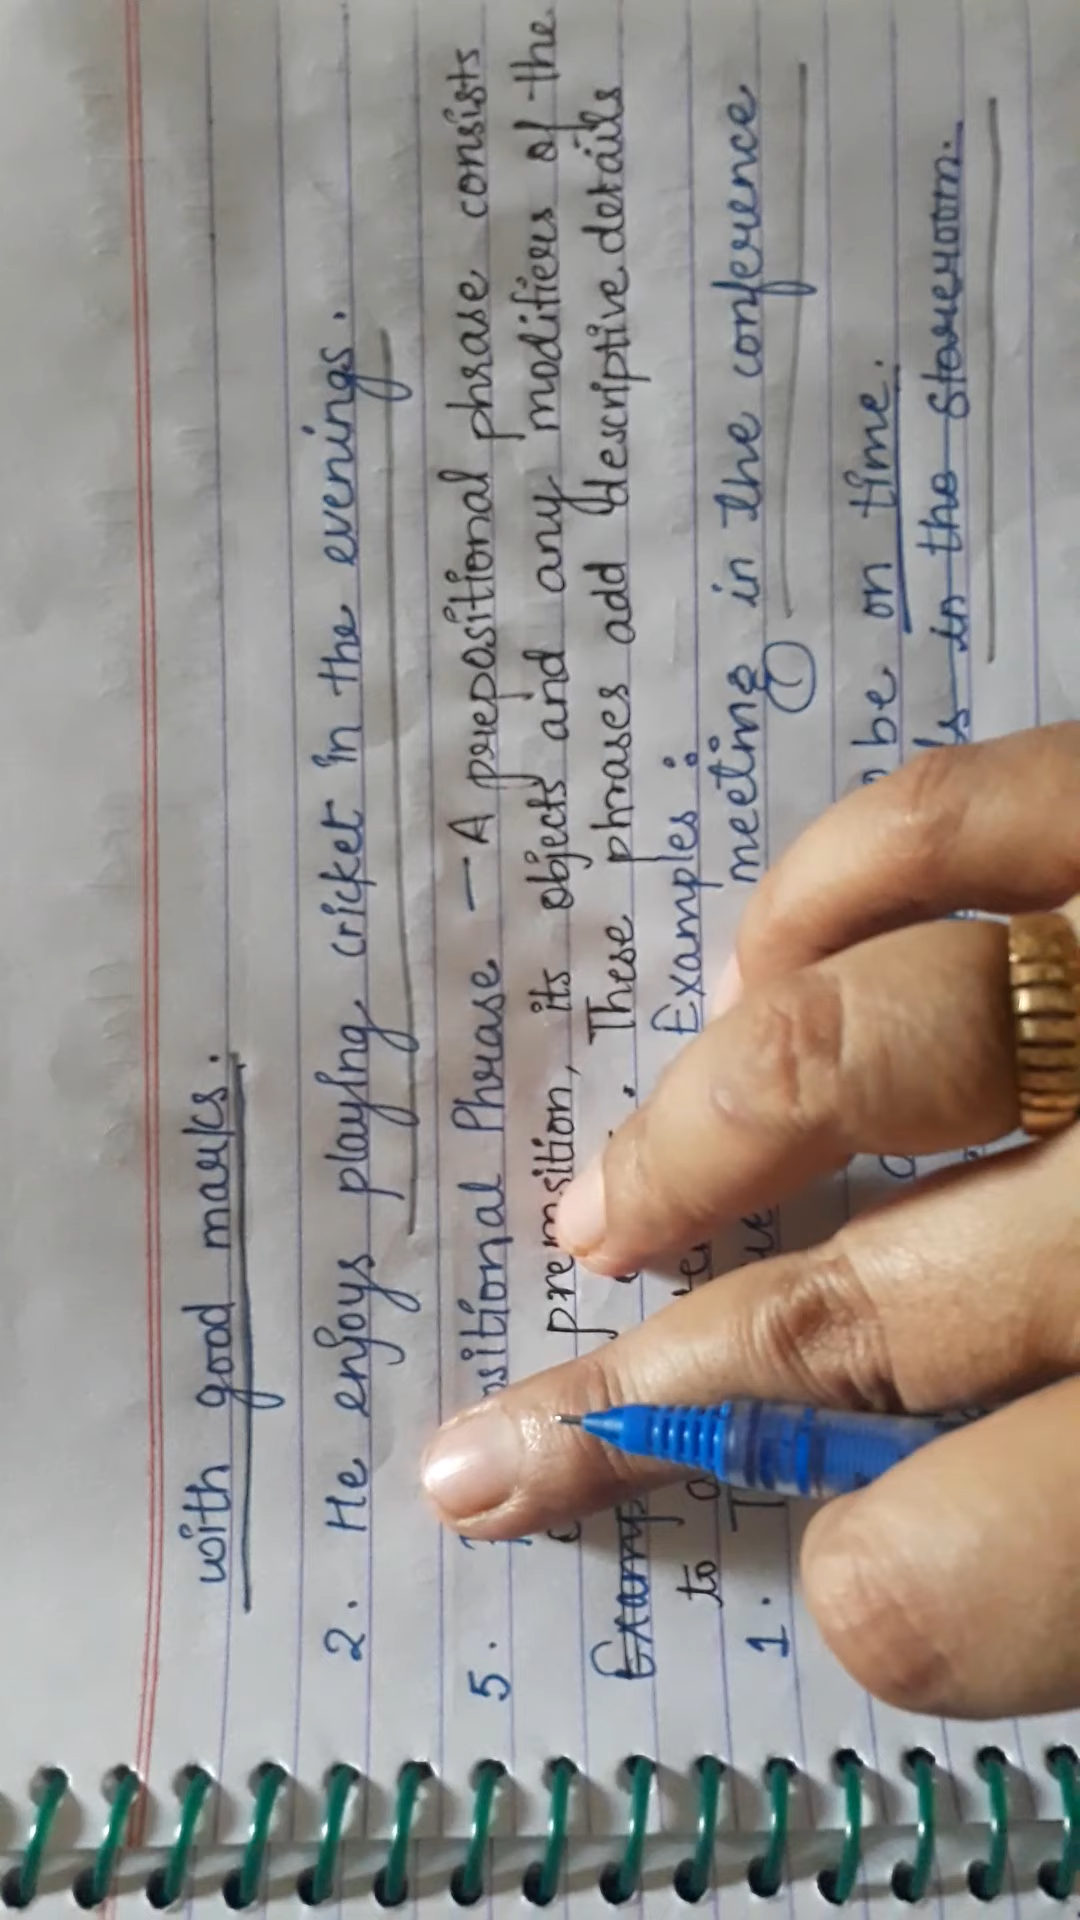 with good marks.
2. He enjoys playing cricket in the evenings.
5. sitional Phrase — A prepositional phrase consists
premsition, its objects and any modifiers of the
Examp . These phrases add descriptive details
to Examples :
1. meeting in the conference
be on time.
in the storeroom.